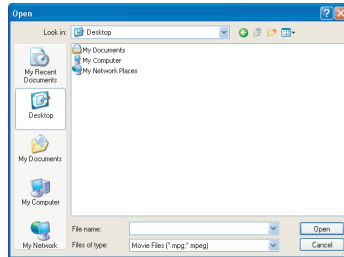 Open
Look in: Desktop
My Documents
My Computer
My Network Places
My Recent
Documents
Desktop
My Documents
My Computer
My Network
File name:
Open
Files of type: Movie Files (*.mpg;*.mpeg)
Cancel